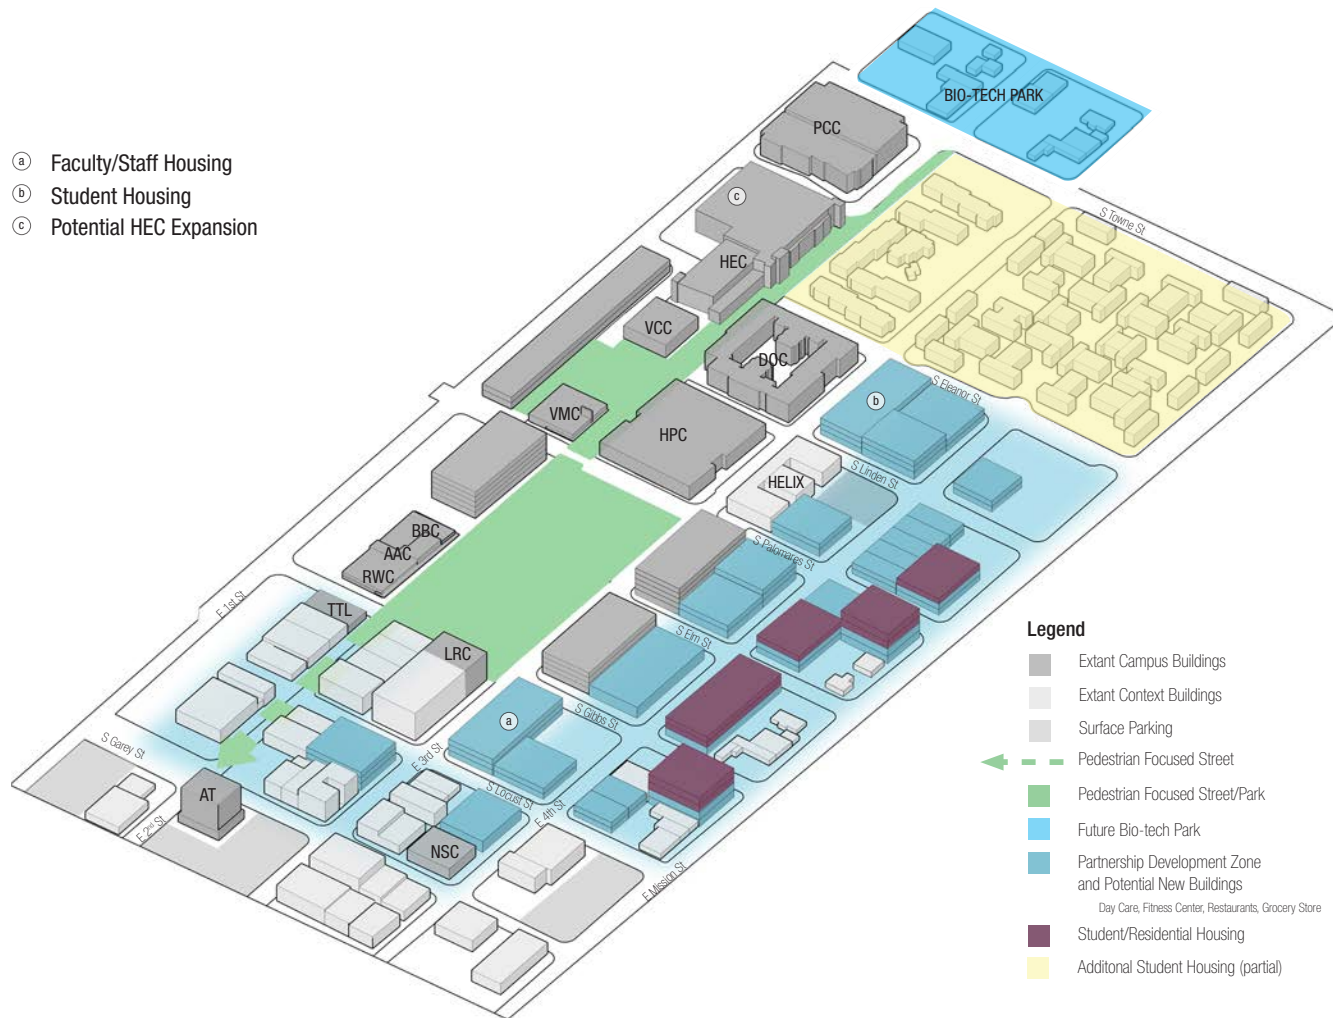 BIO-TECH PARK
PCC
a Faculty/Staff Housing
b Student Housing
c Potential HEC Expansion
c
S Towne St
HEC
VCC
DOC
S Eleanor St
b
VMC
HPC
S Linden St
HELIX
BBC
AAC
RWC
S Palomares St
E 1st St
TTL
S Elm St
LRC
S Gibbs St
a
S Garey St
E 3rd St
S Locust St
AT
E 4th St
E 2nd St
NSC
E Mission St
Legend
Extant Campus Buildings
Extant Context Buildings
Surface Parking
Pedestrian Focused Street
Pedestrian Focused Street/Park
Future Bio-tech Park
Partnership Development Zone
and Potential New Buildings
Day Care, Fitness Center, Restaurants, Grocery Store
Student/Residential Housing
Additonal Student Housing (partial)